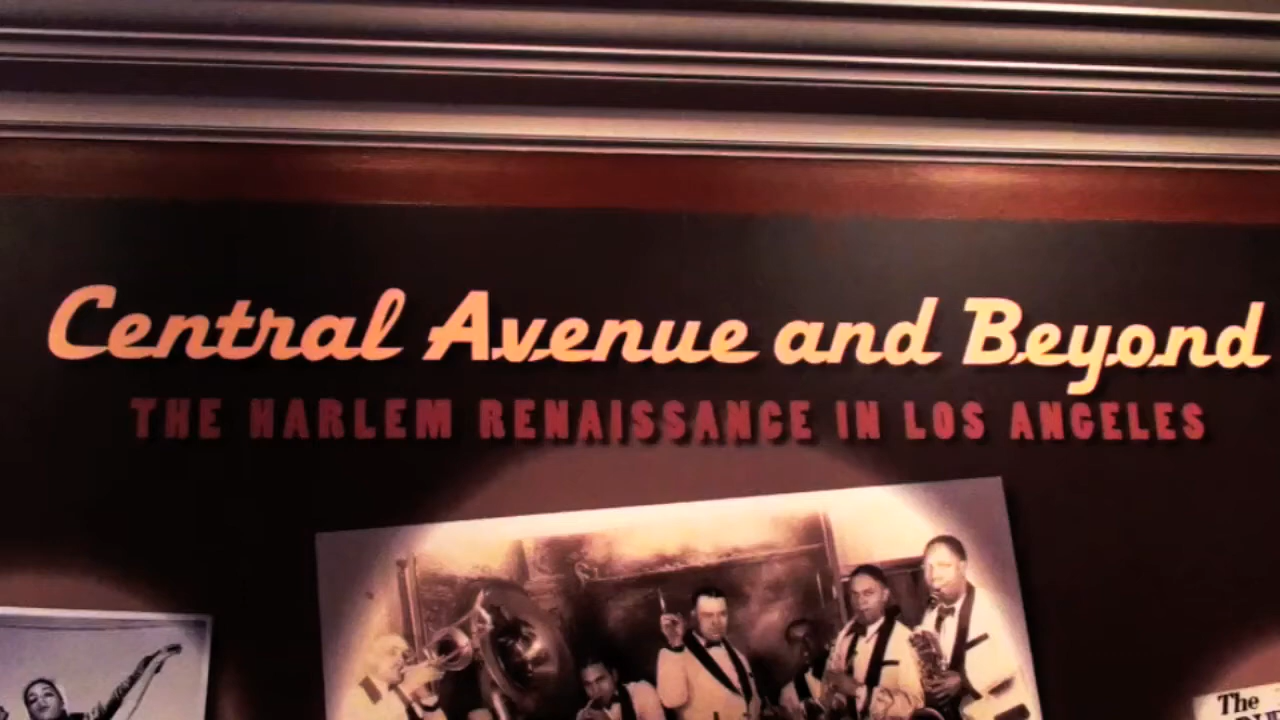 Central Avenue and Beyond
THE HARLEM RENAISSANCE IN LOS ANGELES
The